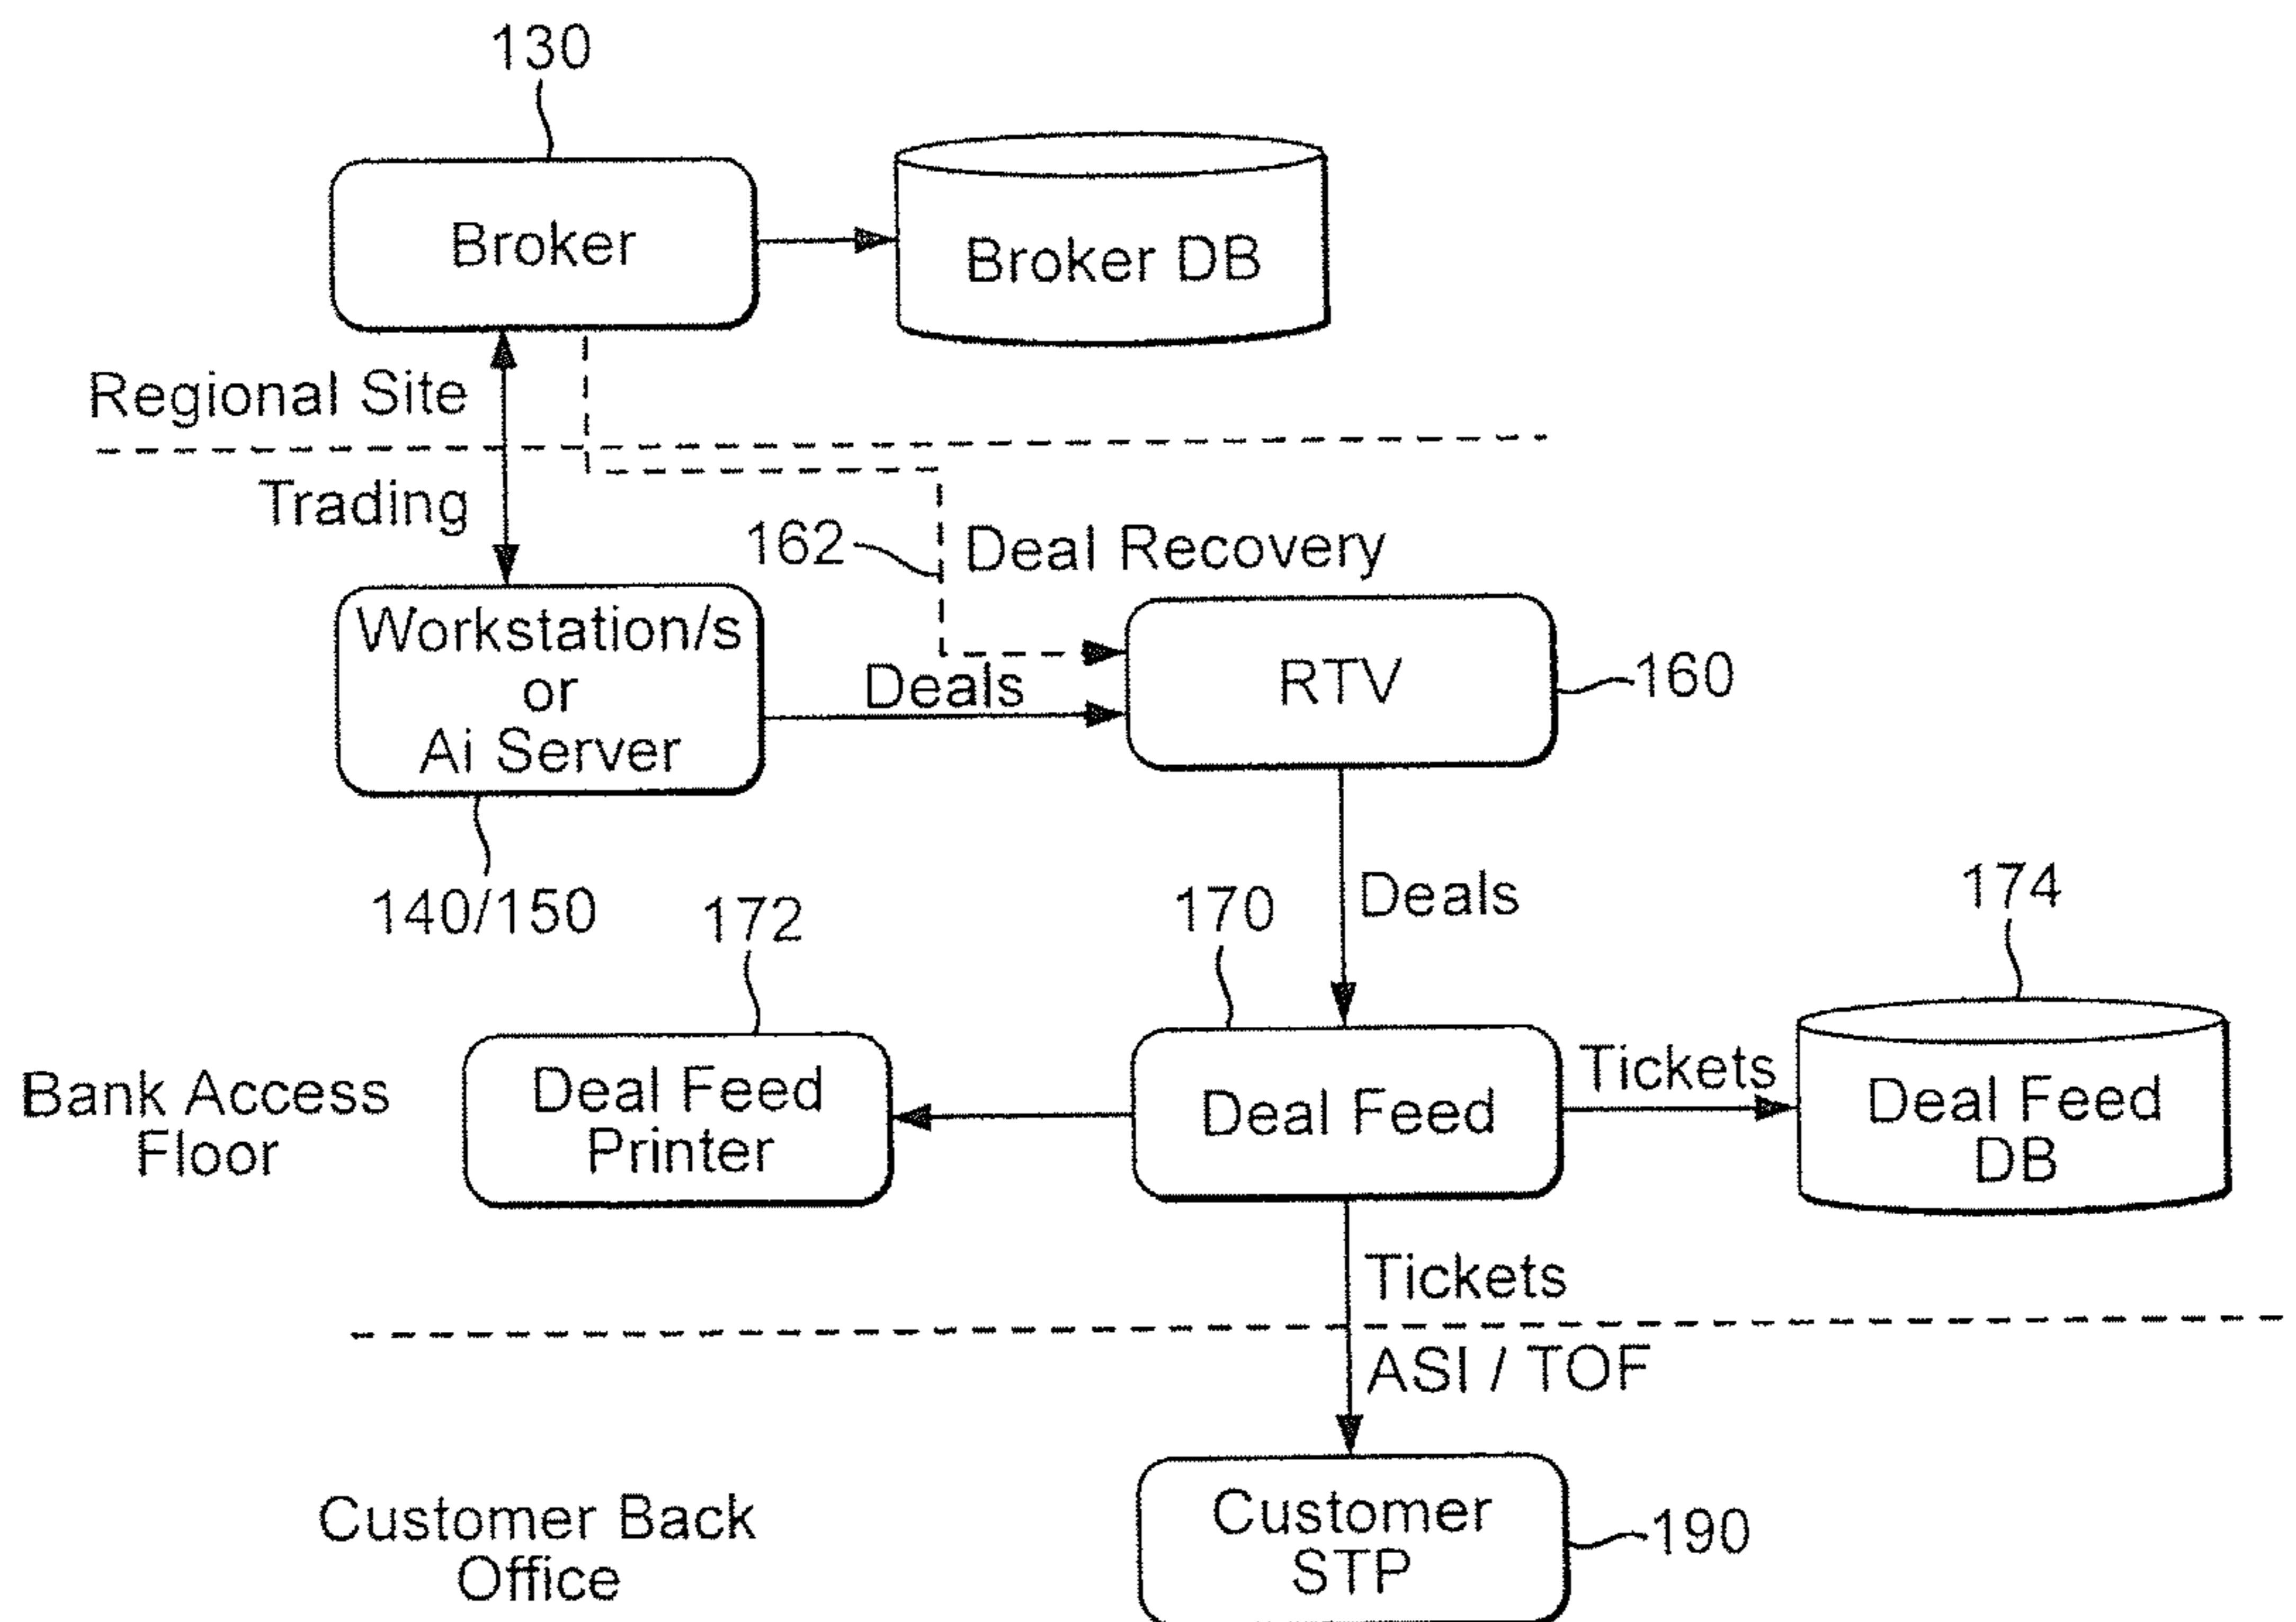 130
Broker
Broker DB
Regional Site
Trading
162
Deal Recovery
Workstation/s
or
Ai Server
Deals
RTV
160
140/150
172
170
Deals
174
Bank Access
Floor
Deal Feed
Printer
Deal Feed
Tickets
Deal Feed
DB
Tickets
ASI / TOF
Customer Back
Office
Customer
STP
190